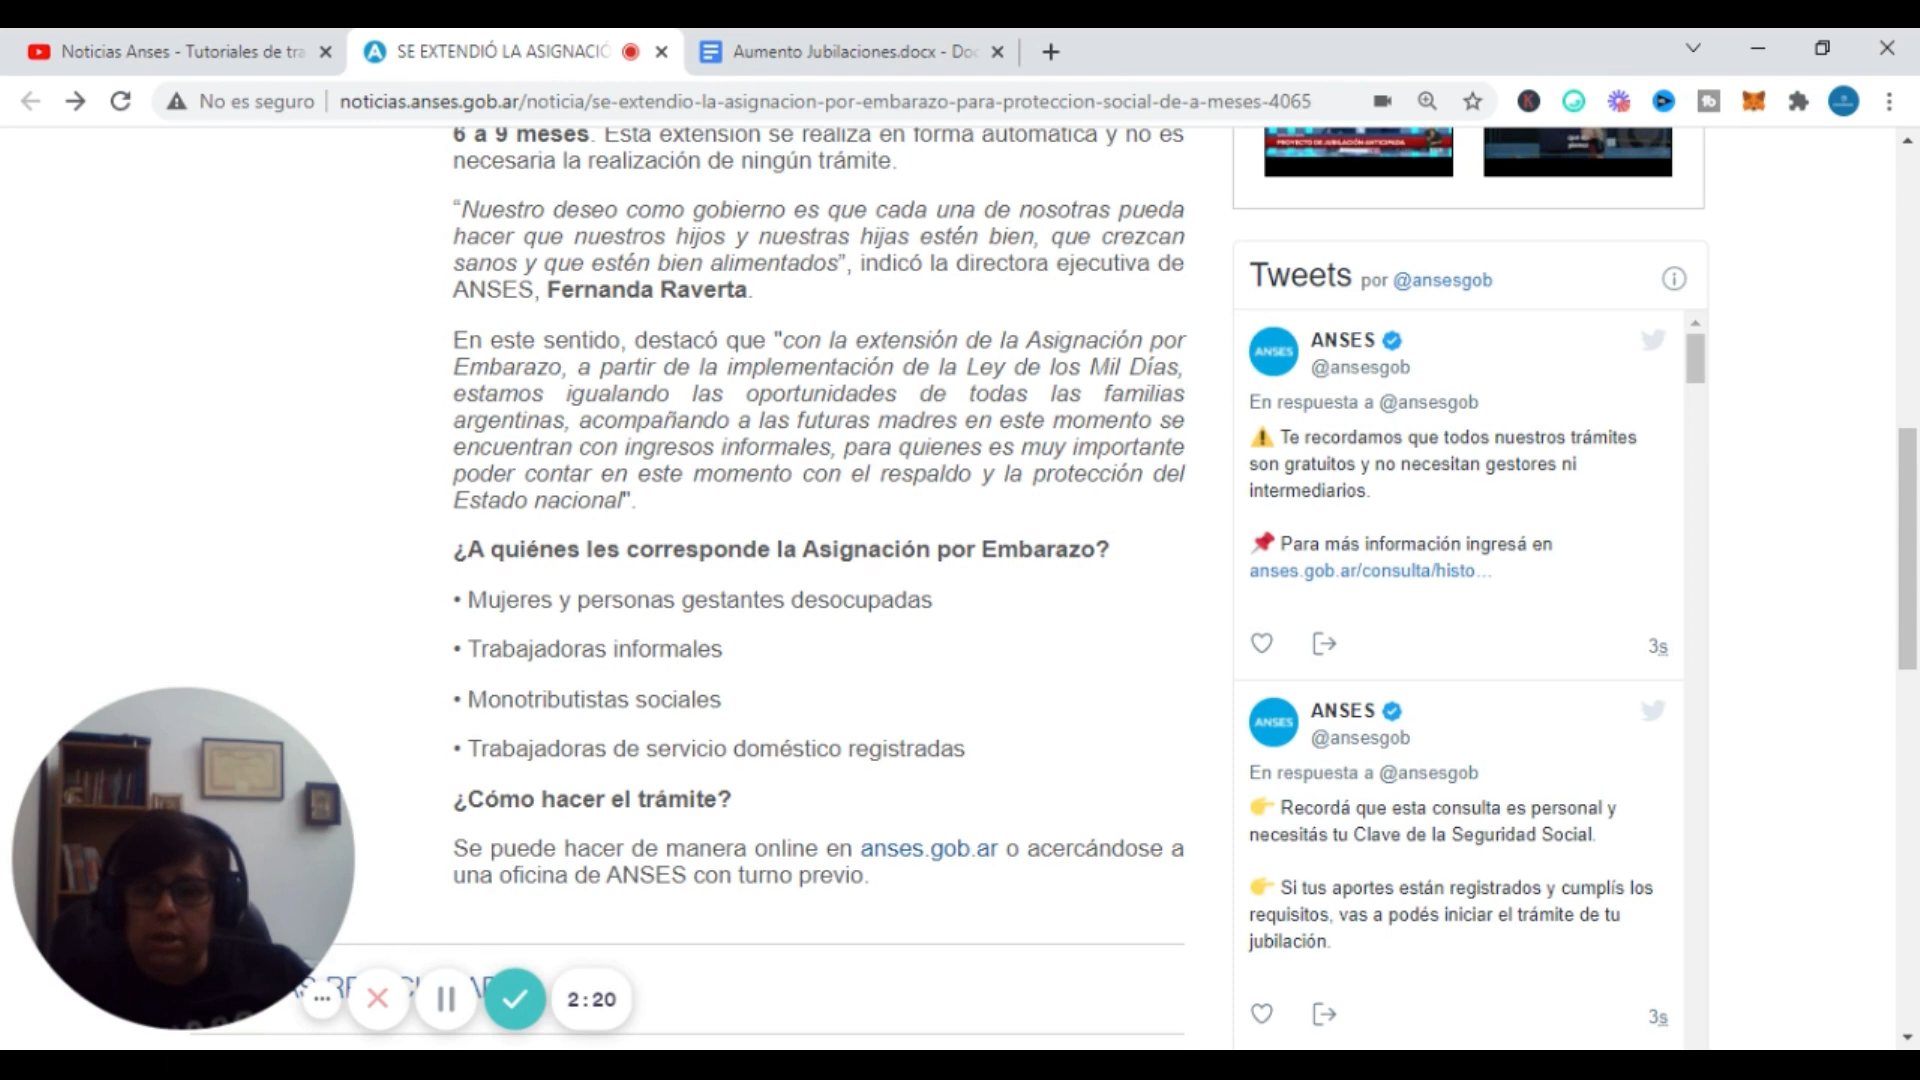 Noticias Anses - Tutoriales de tra
SE EXTENDIÓ LA ASIGNACIÓ
Aumento Jubilaciones.docx - Doc
No es seguro
noticias.anses.gob.ar/noticia/se-extendio-la-asignacion-por-embarazo-para-proteccion-social-de-a-meses-4065
6 a 9 meses. Esta extensión se realiza en forma automática y no es
necesaria la realización de ningún trámite.
“Nuestro deseo como gobierno es que cada una de nosotras pueda
hacer que nuestros hijos y nuestras hijas estén bien, que crezcan
sanos y que estén bien alimentados”, indicó la directora ejecutiva de
ANSES, Fernanda Raverta.
En este sentido, destacó que "con la extensión de la Asignación por
Embarazo, a partir de la implementación de la Ley de los Mil Días,
estamos igualando las oportunidades de todas las familias
argentinas, acompañando a las futuras madres en este momento se
encuentran con ingresos informales, para quienes es muy importante
poder contar en este momento con el respaldo y la protección del
Estado nacional".
¿A quiénes les corresponde la Asignación por Embarazo?
• Mujeres y personas gestantes desocupadas
• Trabajadoras informales
• Monotributistas sociales
• Trabajadoras de servicio doméstico registradas
¿Cómo hacer el trámite?
Se puede hacer de manera online en anses.gob.ar o acercándose a
una oficina de ANSES con turno previo.
2:20
PROYECTO DE JUBILACIÓN ANTICIPADA
Tweets por @ansesgob
ANSES
ANSES
@ansesgob
En respuesta a @ansesgob
⚠️ Te recordamos que todos nuestros trámites
son gratuitos y no necesitan gestores ni
intermediarios.
📌 Para más información ingresá en
anses.gob.ar/consulta/histo…
3s
ANSES
ANSES
@ansesgob
En respuesta a @ansesgob
👉 Recordá que esta consulta es personal y
necesitás tu Clave de la Seguridad Social.
👉 Si tus aportes están registrados y cumplís los
requisitos, vas a podés iniciar el trámite de tu
jubilación.
3s